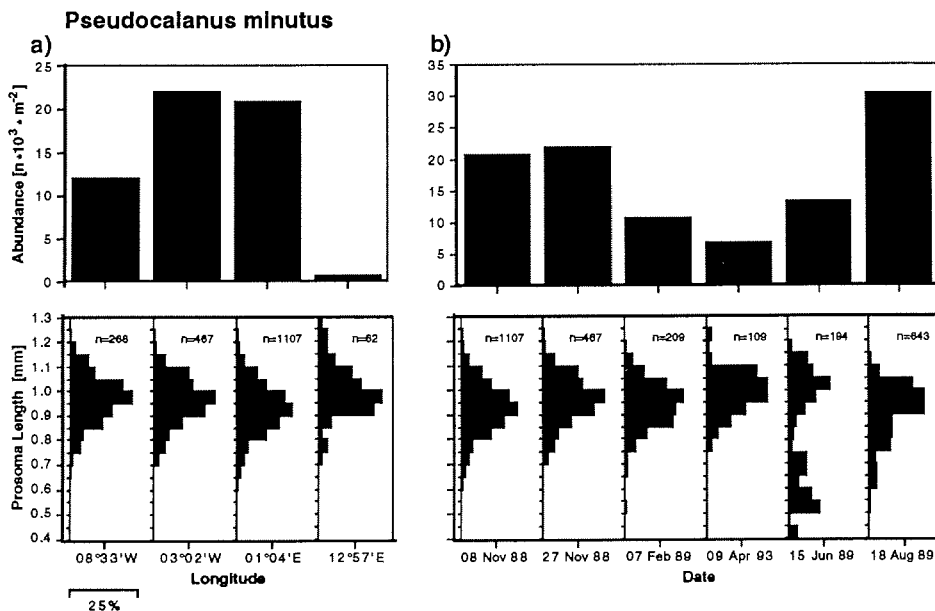 Pseudocalanus minutus
a)
Abundance [n•10³ • m-²]
25
20
15
10
5
0
b)
35
30
25
20
15
10
5
0
Prosoma Length [mm]
1.3
1.2
1.1
1.0
0.9
0.8
0.7
0.6
0.5
0.4
n=268
n=467
n=1107
n=62
08°33'W
03°02'W
01°04'E
12°57'E
Longitude
25%
n=1107
n=467
n=209
n=109
n=194
n=643
08 Nov 88
27 Nov 88
07 Feb 89
09 Apr 93
15 Jun 89
18 Aug 89
Date